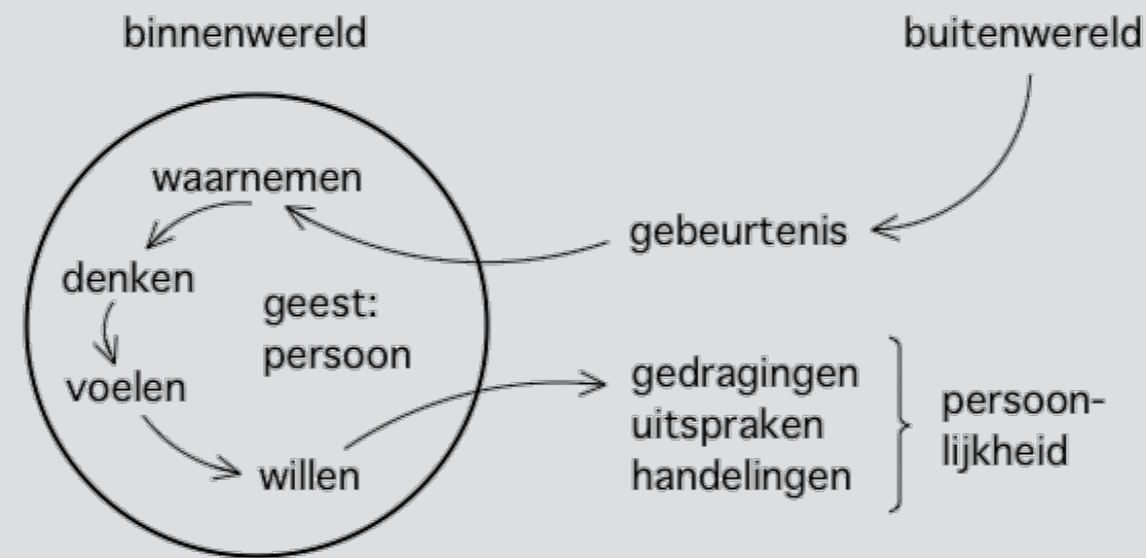 binnenwereld
buitenwereld
waarnemen
gebeurtenis
denken
geest:
persoon
voelen
willen
gedragingen
uitspraken
handelingen
persoon-
lijkheid